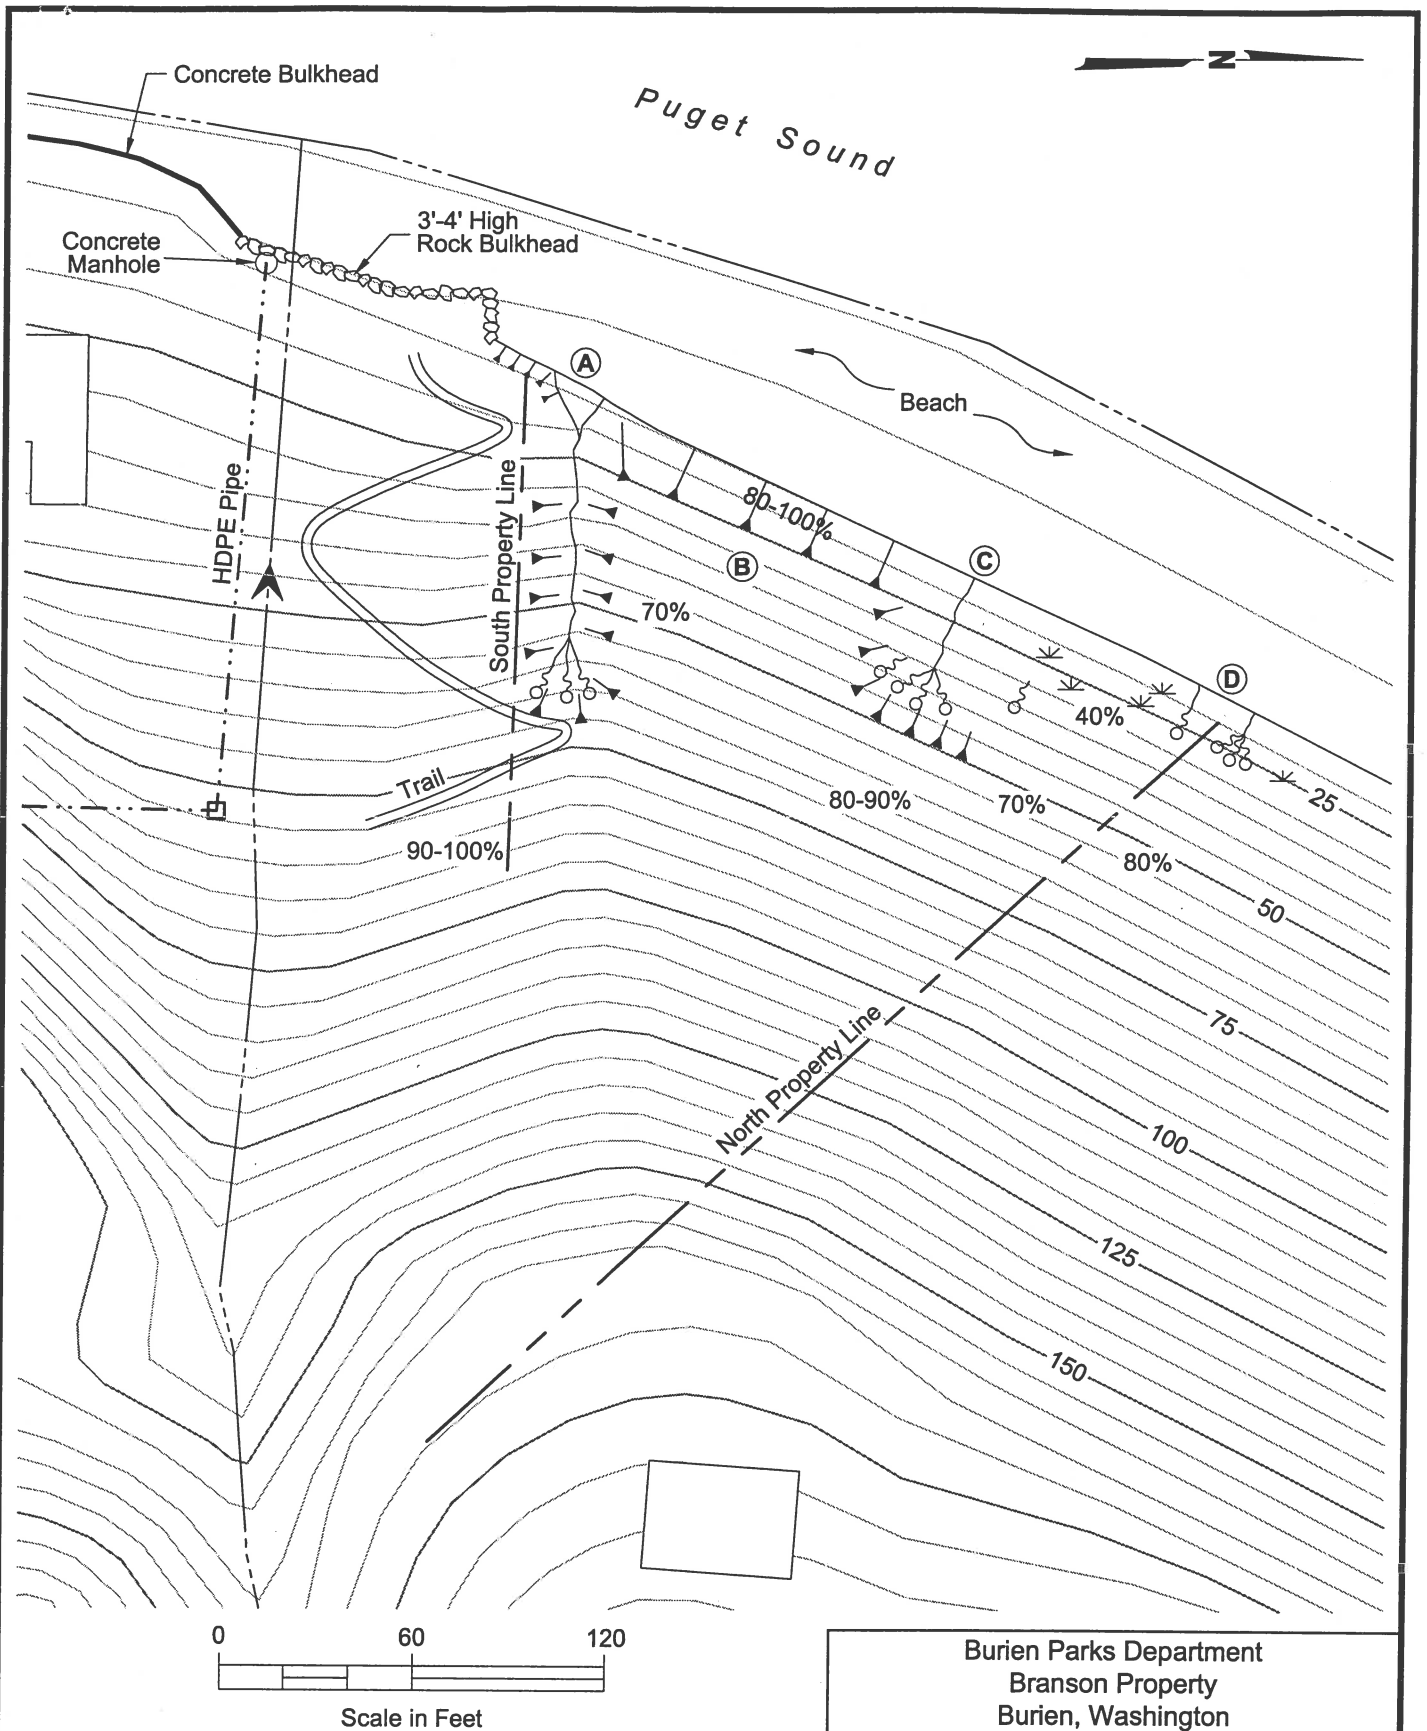 Concrete Bulkhead
N
Puget Sound
3'-4' High
Rock Bulkhead
Concrete
Manhole
A
Beach
HDPE Pipe
South Property Line
80-100%
B
C
70%
D
40%
Trail
80-90%
70%
25
90-100%
80%
50
75
North Property Line
100
125
150
0 60 120
Scale in Feet
Burien Parks Department
Branson Property
Burien, Washington